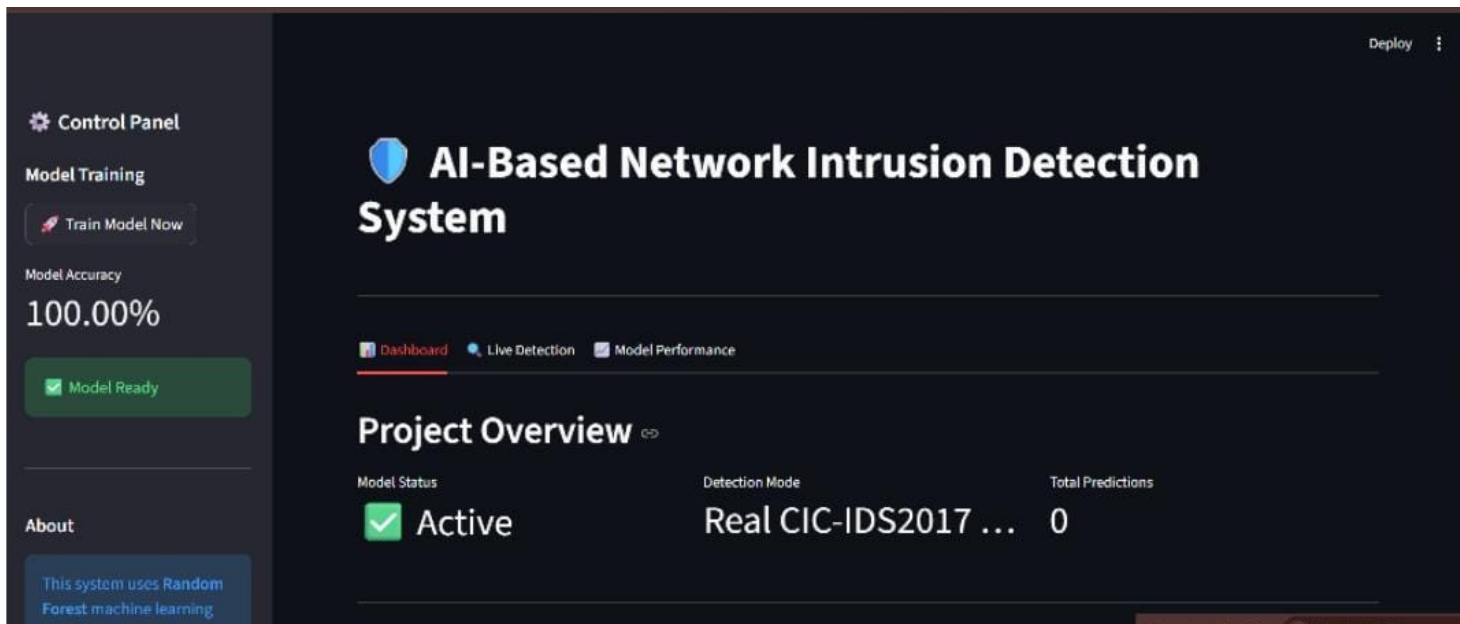 Deploy
Control Panel
Model Training
Train Model Now
Model Accuracy
100.00%
Model Ready
About
This system uses Random
Forest machine learning
AI-Based Network Intrusion Detection
System
Dashboard
Live Detection
Model Performance
Project Overview
Model Status
Detection Mode
Total Predictions
Active
Real CIC-IDS2017 ...
0